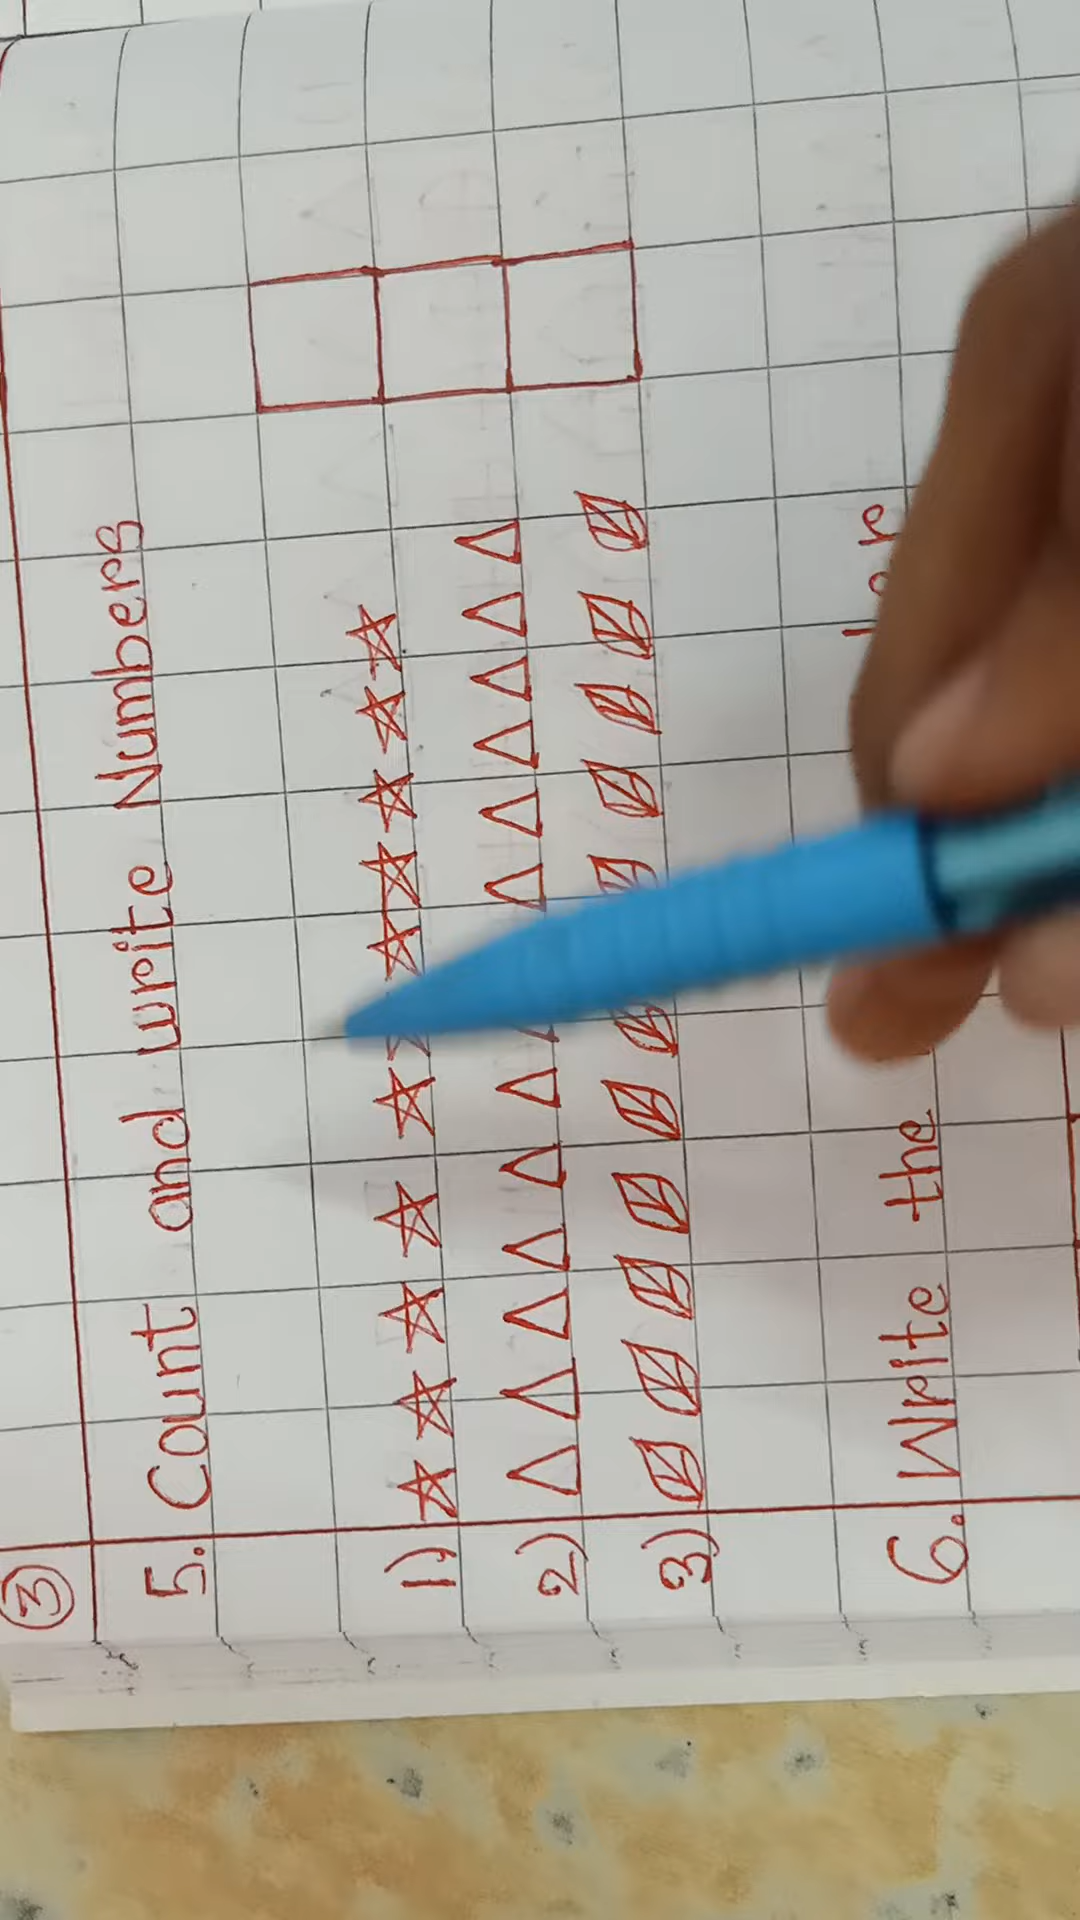 ③
5. Count and write Numbers
1)
2)
3)
6. Write the